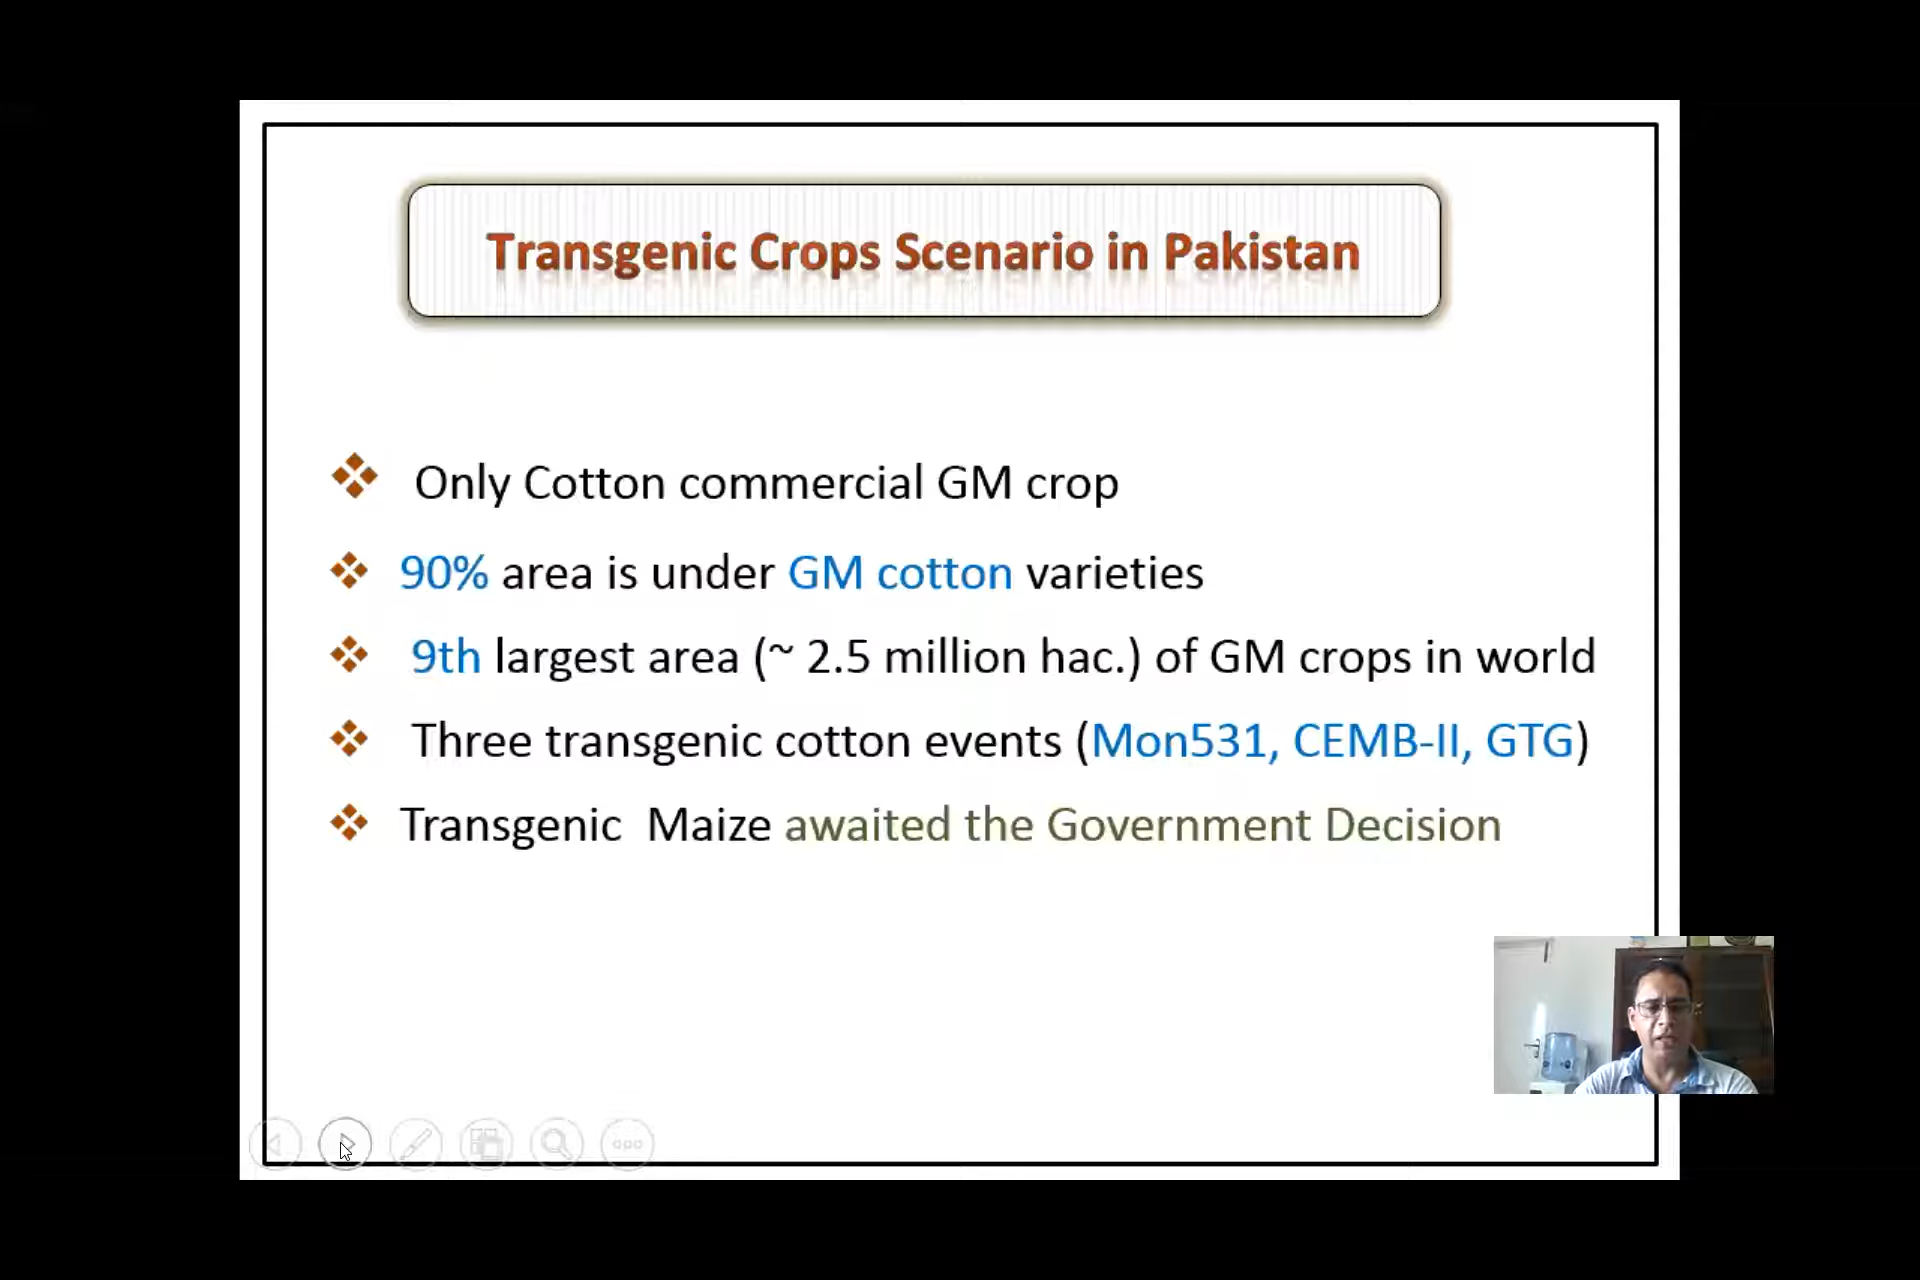 Transgenic Crops Scenario in Pakistan
Only Cotton commercial GM crop
90% area is under GM cotton varieties
9th largest area (~ 2.5 million hac.) of GM crops in world
Three transgenic cotton events (Mon531, CEMB-II, GTG)
Transgenic Maize awaited the Government Decision